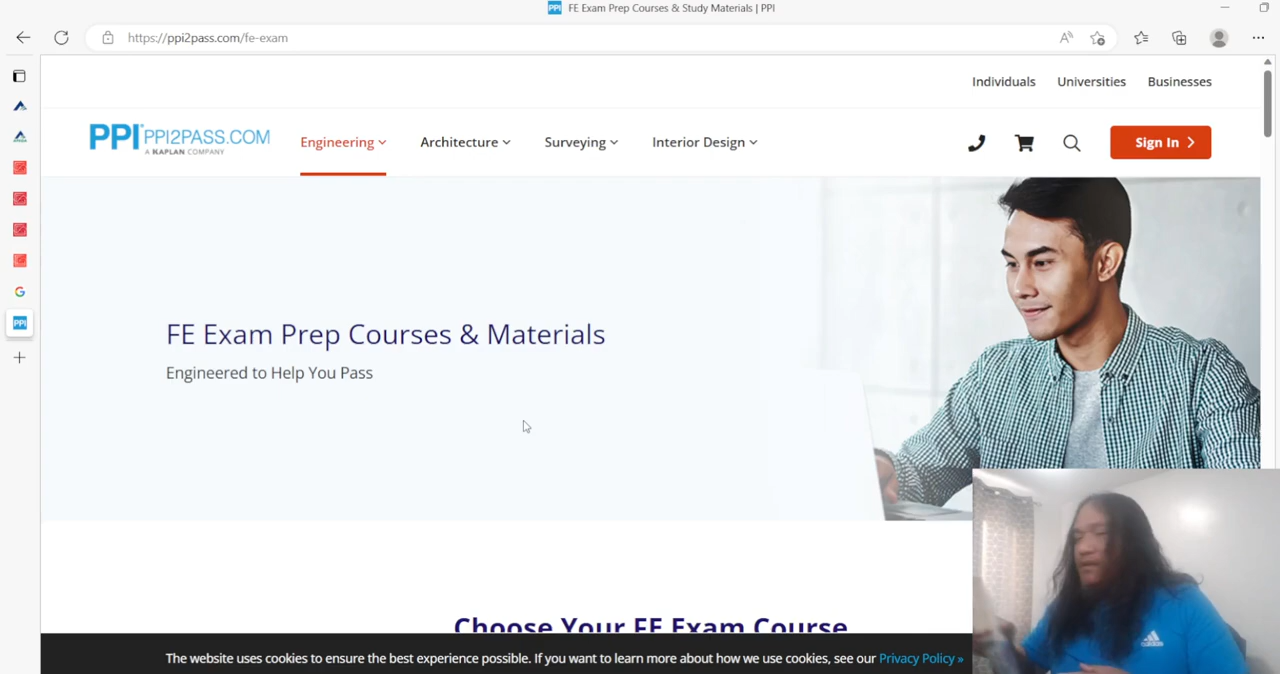 PPI FE Exam Prep Courses & Study Materials | PPI
https://ppi2pass.com/fe-exam
Individuals Universities Businesses
PPI PPI2PASS.COM
A KAPLAN COMPANY
Engineering Architecture Surveying Interior Design Sign In
FE Exam Prep Courses & Materials
Engineered to Help You Pass
Choose Your FE Exam Course
The website uses cookies to ensure the best experience possible. If you want to learn more about how we use cookies, see our Privacy Policy »
G
PPI
adidas